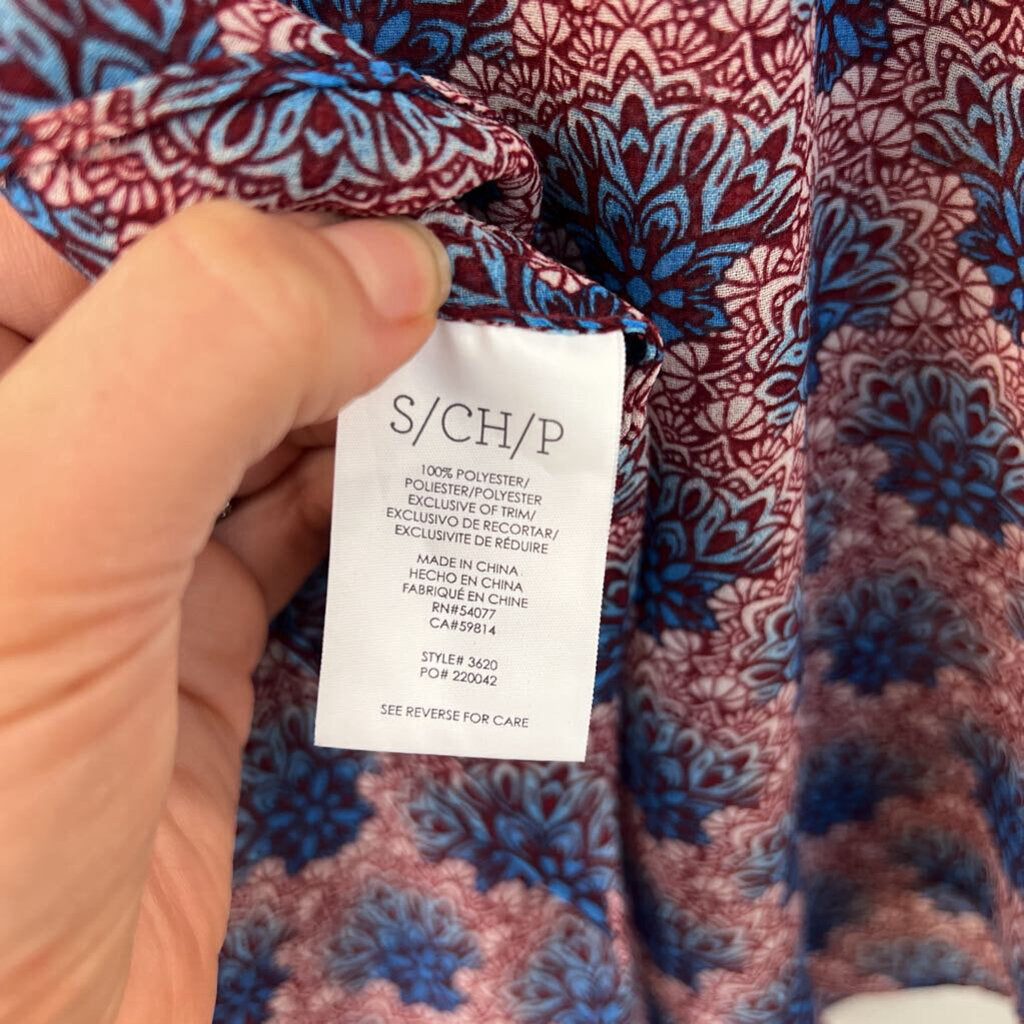 S/CH/P
100% POLYESTER/
POLIESTER/POLYESTER
EXCLUSIVE OF TRIM/
EXCLUSIVO DE RECORTAR/
EXCLUSIVITE DE RÉDUIRE
MADE IN CHINA
HECHO EN CHINA
FABRIQUÉ EN CHINE
RN#54077
CA#59814
STYLE# 3620
PO# 220042
SEE REVERSE FOR CARE